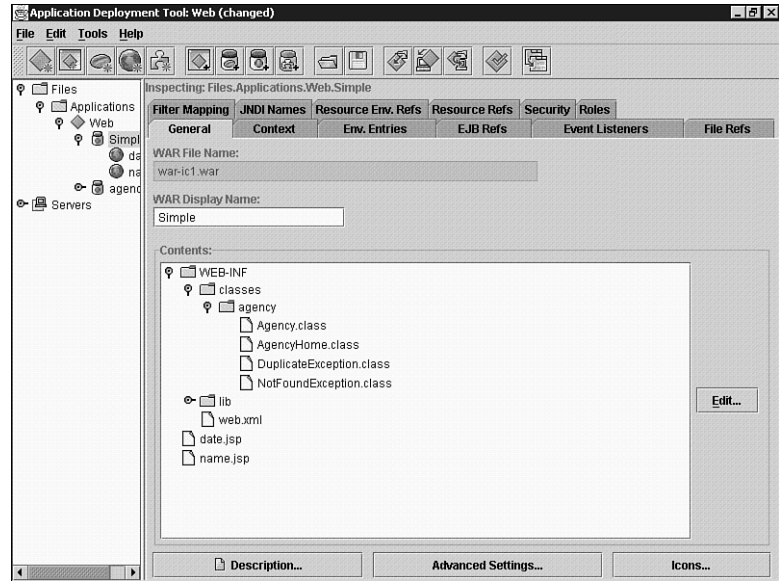 Application Deployment Tool: Web (changed)
File Edit Tools Help
Files
Applications
Web
Simpl
da
na
agenc
Servers
Inspecting: Files.Applications.Web.Simple
Filter Mapping JNDI Names Resource Env. Refs Resource Refs Security Roles
General Context Env. Entries EJB Refs Event Listeners File Refs
WAR File Name:
war-ic1.war
WAR Display Name:
Simple
Contents:
WEB-INF
classes
agency
Agency.class
AgencyHome.class
DuplicateException.class
NotFoundException.class
lib
web.xml
date.jsp
name.jsp
Edit...
Description... Advanced Settings... Icons...